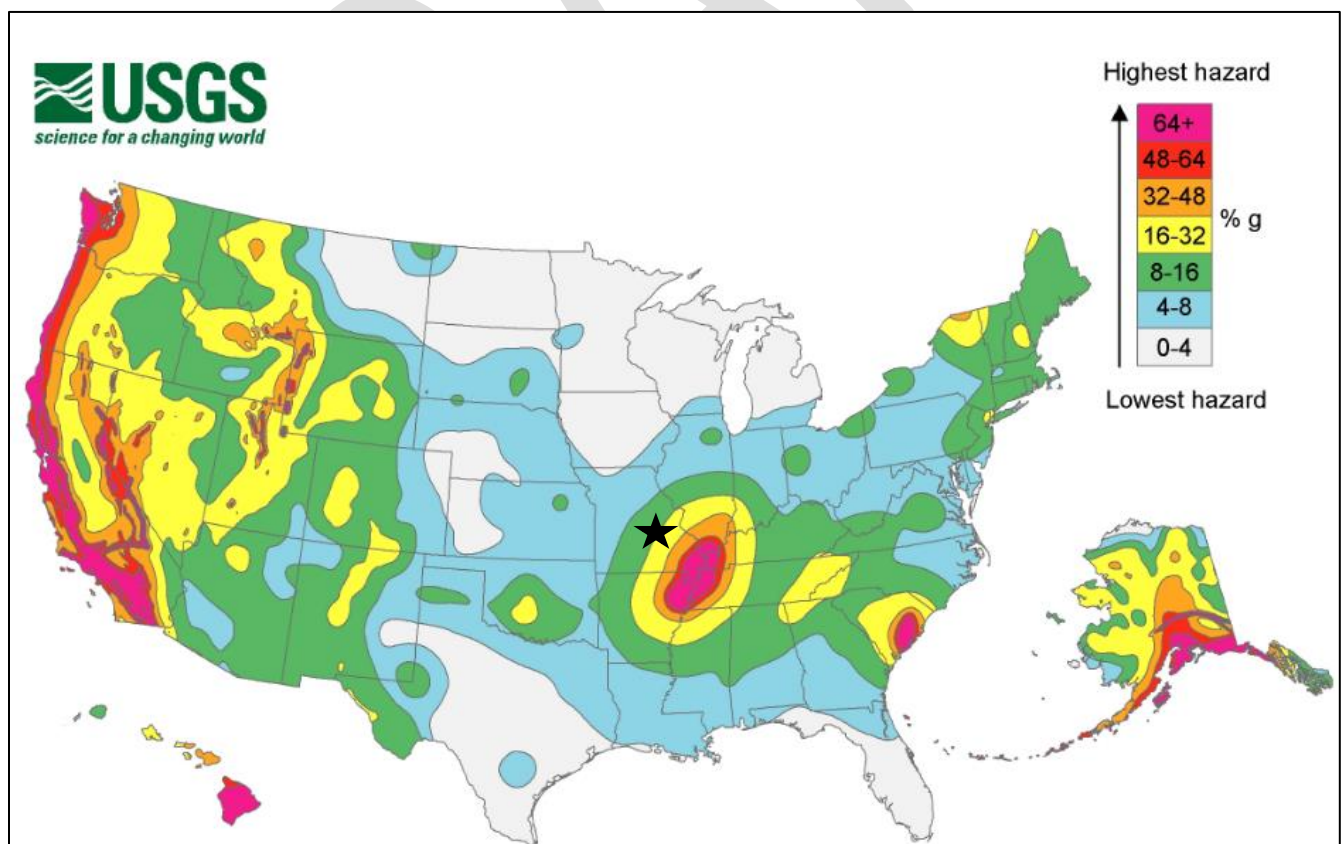 USGS
science for a changing world
Highest hazard
64+
48-64
32-48
16-32
8-16
4-8
0-4
% g
Lowest hazard